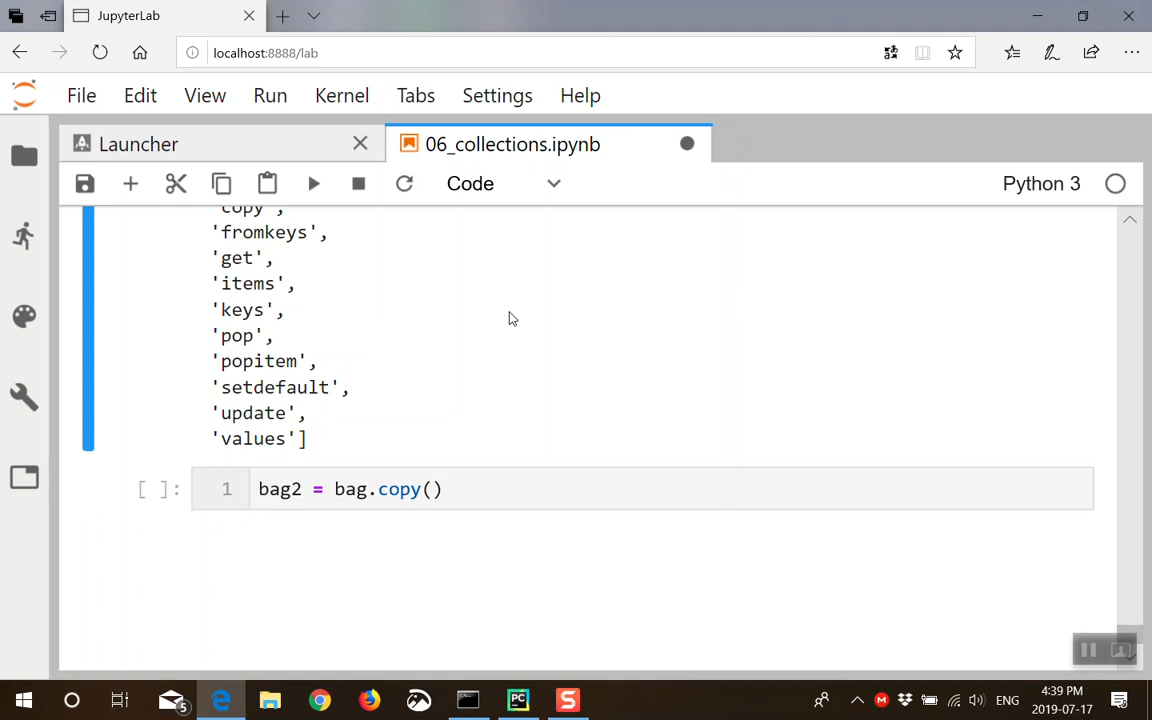 JupyterLab
localhost:8888/lab
File Edit View Run Kernel Tabs Settings Help
Launcher
06_collections.ipynb
Code
Python 3
'copy',
'fromkeys',
'get',
'items',
'keys',
'pop',
'popitem',
'setdefault',
'update',
'values']
[ ]: 1 bag2 = bag.copy()
5
PC
S
M
ENG
4:39 PM
2019-07-17